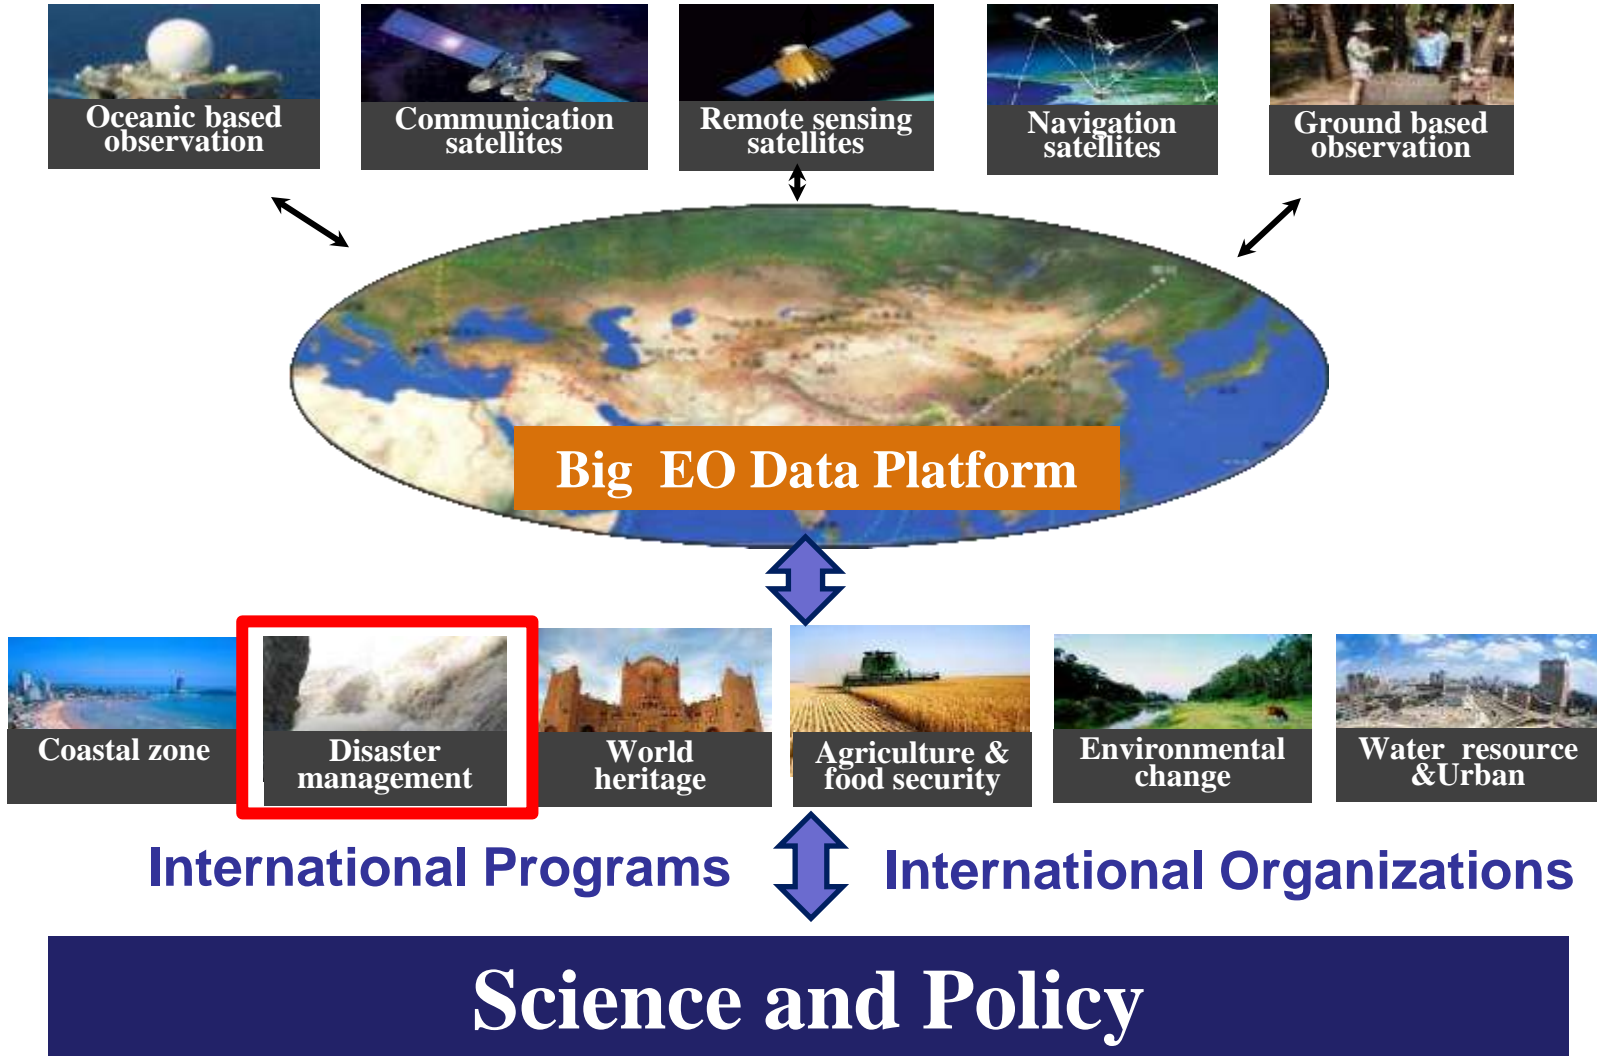 Oceanic based
observation
Communication
satellites
Remote sensing
satellites
Navigation
satellites
Ground based
observation
Big EO Data Platform
Coastal zone
Disaster
management
World
heritage
Agriculture &
food security
Environmental
change
Water resource
&Urban
International Programs
International Organizations
Science and Policy